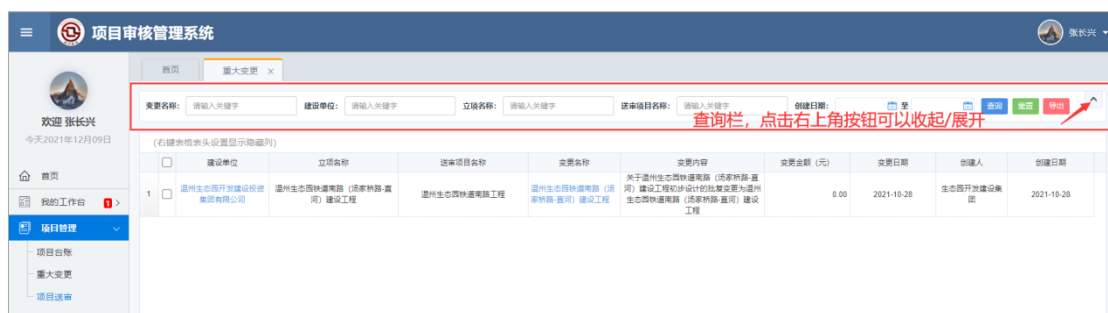 项目审核管理系统
张长兴
首页
重大变更 ×
变更名称: 请输入关键字 建设单位: 请输入关键字 立项名称: 请输入关键字 送审项目名称: 请输入关键字 创建日期: 至 查询 重置 导出
查询栏，点击右上角按钮可以收起/展开
欢迎 张长兴
今天2021年12月09日
(右键表格表头设置显示隐藏列)
建设单位 立项名称 送审项目名称 变更名称 变更内容 变更金额（元） 变更日期 创建人 创建日期
1
温州生态园开发建设投资
集团有限公司
温州生态园轶道南路（汤家桥路-直
河）建设工程
温州生态园轶道南路工程
温州生态园轶道南路（汤
家桥路-直河）建设工程
关于温州生态园轶道南路（汤家桥路-直
河）建设工程初步设计的批复变更为温州
生态园轶道南路（汤家桥路-直河）建设
工程
0.00
2021-10-28
生态园开发建设集
团
2021-10-28
首页
我的工作台 1
项目管理
项目台账
重大变更
项目送审